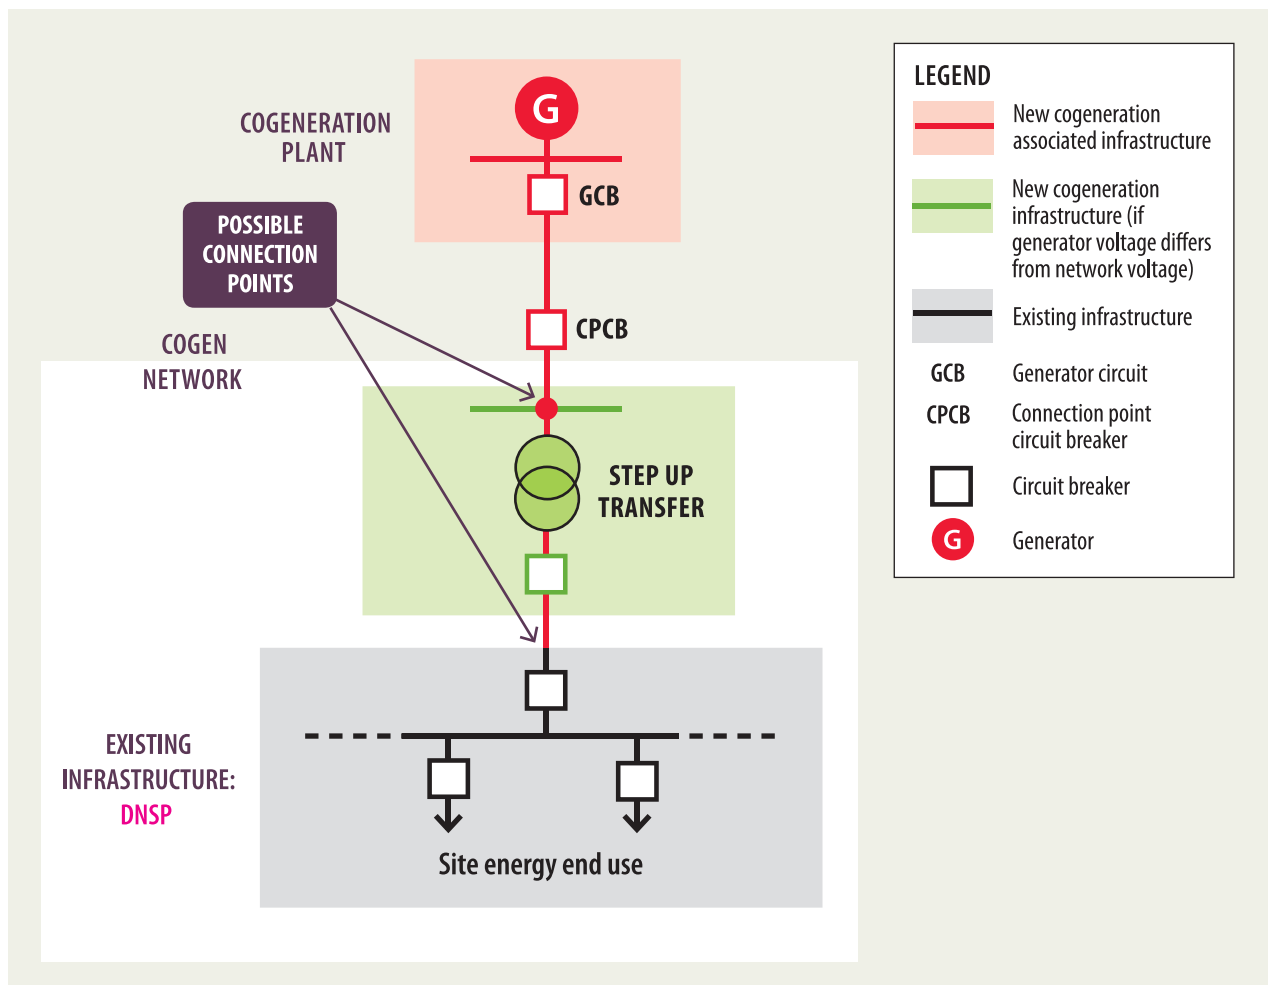 COGENERATION
PLANT
G
GCB
POSSIBLE
CONNECTION
POINTS
CPCB
COGEN
NETWORK
STEP UP
TRANSFER
EXISTING
INFRASTRUCTURE:
DNSP
Site energy end use
LEGEND
New cogeneration
associated infrastructure
New cogeneration
infrastructure (if
generator voltage differs
from network voltage)
Existing infrastructure
GCB
Generator circuit
CPCB
Connection point
circuit breaker
Circuit breaker
G
Generator